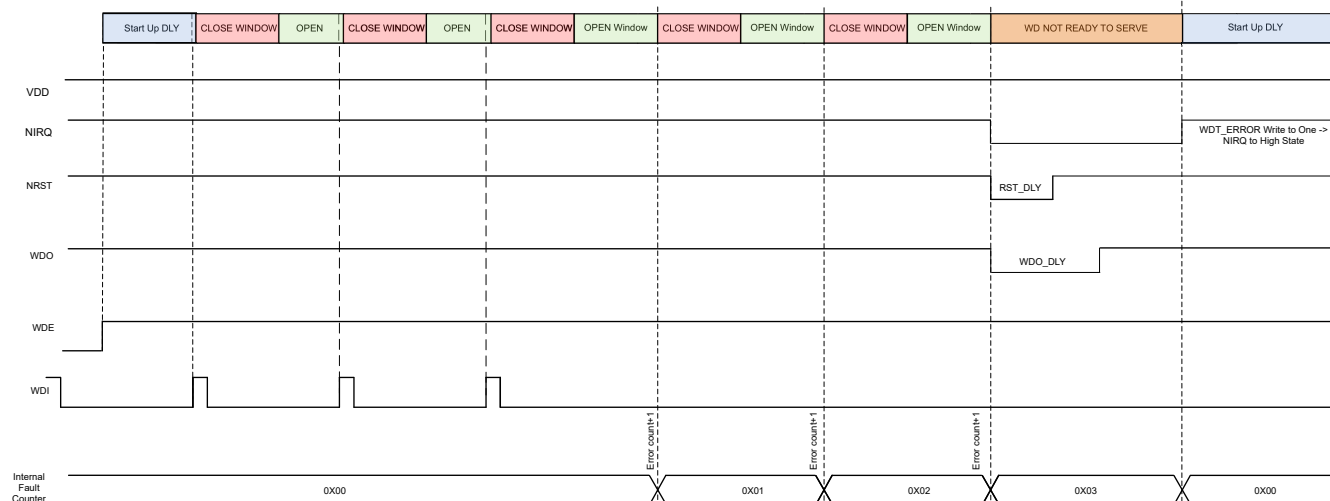 Start Up DLY
CLOSE WINDOW
OPEN
CLOSE WINDOW
OPEN
CLOSE WINDOW
OPEN Window
CLOSE WINDOW
OPEN Window
CLOSE WINDOW
OPEN Window
WD NOT READY TO SERVE
Start Up DLY
VDD
NIRQ
WDT_ERROR Write to One ->
NIRQ to High State
NRST
RST_DLY
WDO
WDO_DLY
WDE
WDI
Error count+1
Error count+1
Error count+1
Internal
Fault
Counter
0X00
0X01
0X02
0X03
0X00